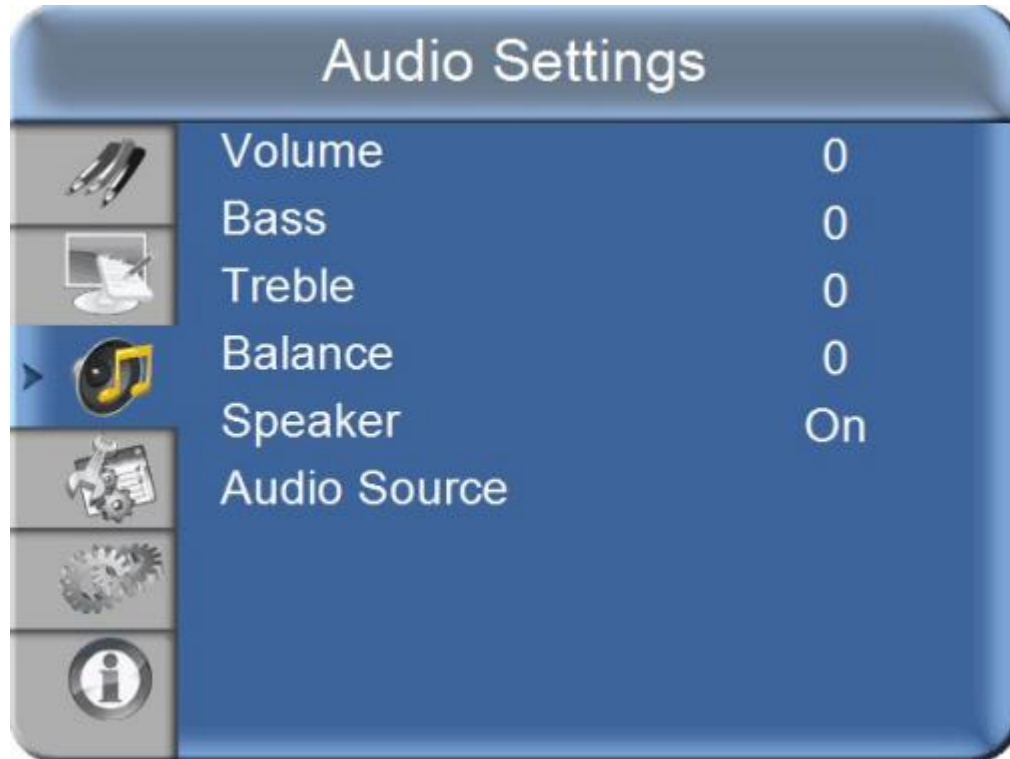 Audio Settings
Volume 0
Bass 0
Treble 0
Balance 0
Speaker On
Audio Source